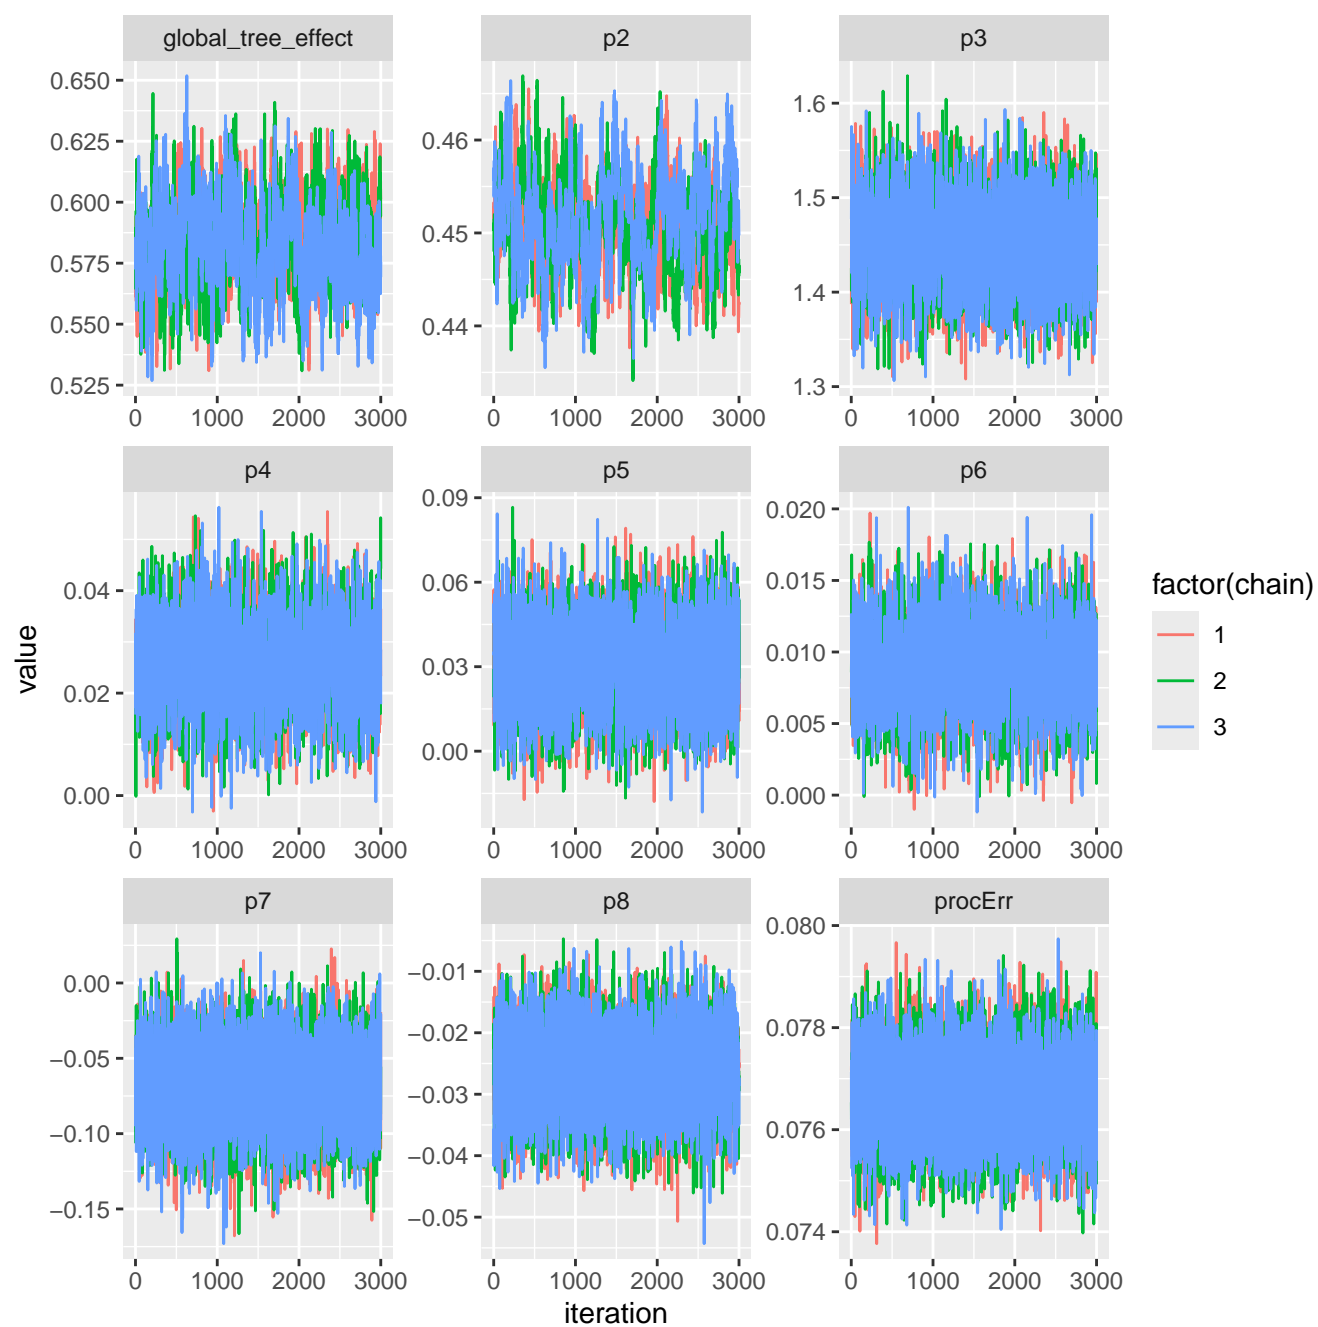 global_tree_effect
p2
p3
0.650
0.625
0.600
0.575
0.550
0.525
0.46
0.45
0.44
1.6
1.5
1.4
1.3
0 1000 2000 3000
0 1000 2000 3000
0 1000 2000 3000
p4
p5
p6
0.04
0.02
0.00
0.09
0.06
0.03
0.00
0.020
0.015
0.010
0.005
0.000
0 1000 2000 3000
0 1000 2000 3000
0 1000 2000 3000
p7
p8
procErr
0.00
−0.05
−0.10
−0.15
−0.01
−0.02
−0.03
−0.04
−0.05
0.080
0.078
0.076
0.074
0 1000 2000 3000
0 1000 2000 3000
0 1000 2000 3000
value
iteration
factor(chain)
1
2
3